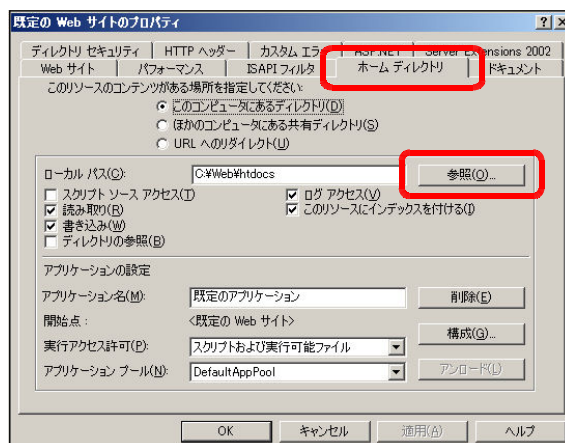 既定の Web サイトのプロパティ
ディレクトリ セキュリティ HTTP ヘッダー カスタム エラー ASP.NET Server Extensions 2002
Web サイト パフォーマンス ISAPI フィルタ ホーム ディレクトリ ドキュメント
このリソースのコンテンツがある場所を指定してください:
このコンピュータにあるディレクトリ(D)
ほかのコンピュータにある共有ディレクトリ(S)
URL へのリダイレクト(U)
ローカル パス(C): C:¥Web¥htdocs 参照(O)...
スクリプト ソース アクセス(T) ログ アクセス(V)
読み取り(R) このリソースにインデックスを付ける(I)
書き込み(W)
ディレクトリの参照(B)
アプリケーションの設定
アプリケーション名(M): 既定のアプリケーション 削除(E)
開始点: <既定の Web サイト>
構成(G)...
実行アクセス許可(P): スクリプトおよび実行可能ファイル
アプリケーション プール(N): DefaultAppPool アンロード(L)
OK キャンセル 適用(A) ヘルプ